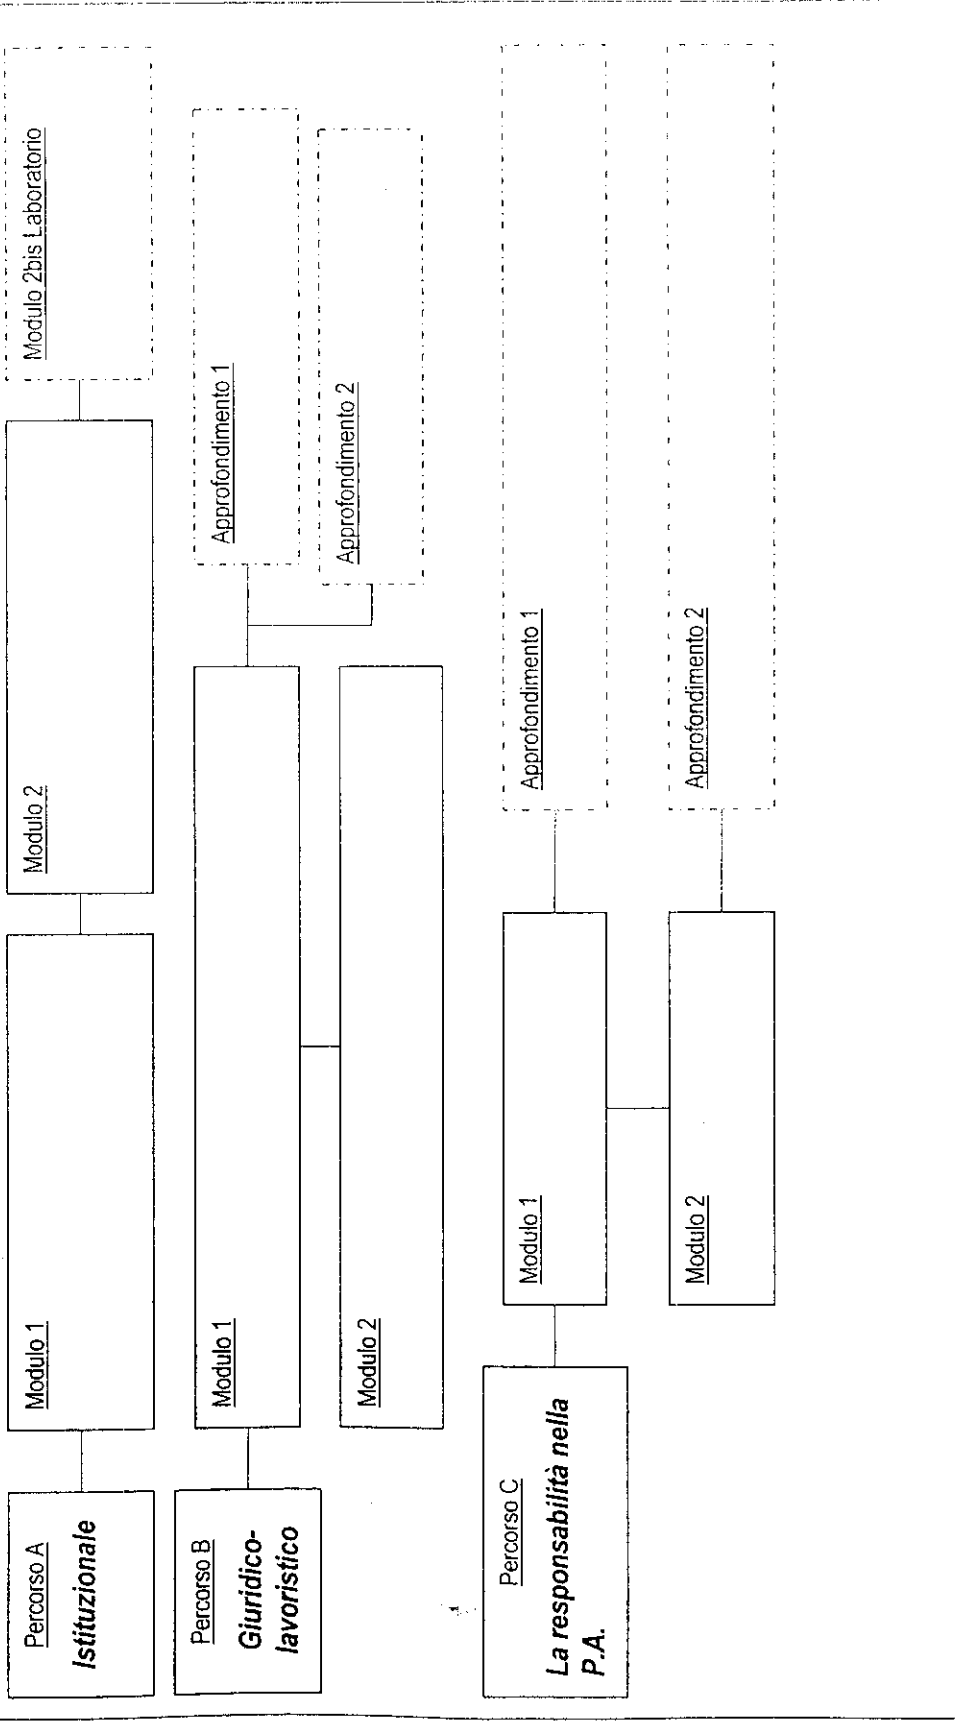 Percorso A
Istituzionale
Modulo 1
Modulo 2
Modulo 2bis Laboratorio
Percorso B
Giuridico-
lavoristico
Modulo 1
Approfondimento 1
Modulo 2
Approfondimento 2
Percorso C
La responsabilità nella
P.A.
Modulo 1
Approfondimento 1
Modulo 2
Approfondimento 2